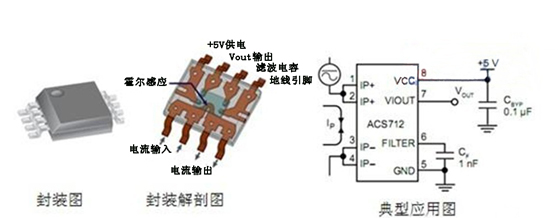 +5V供电
Vout输出
滤波电容
地线引脚
霍尔感应
电流输入
电流输出
封装图
封装解剖图
1
IP+
2
IP+
3
IP−
4
IP−
IP
ACS712
VCC
8
+5 V
VIOUT
7
VOUT
CBYP
0.1 µF
FILTER
6
CF
1 nF
GND
5
典型应用图